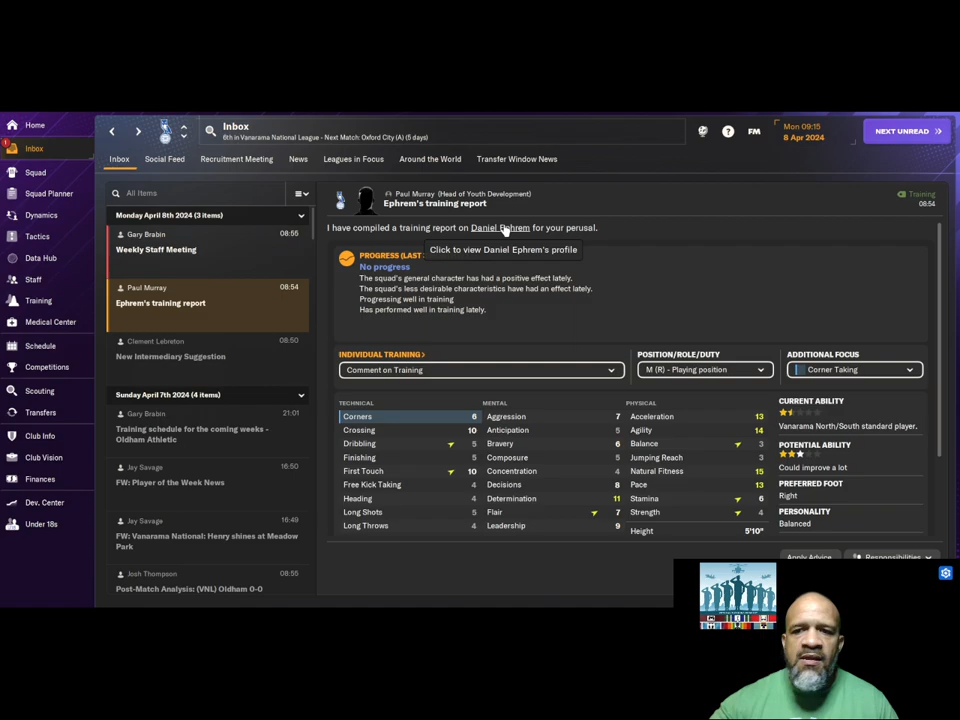 Home
Inbox
Squad
Squad Planner
Dynamics
Tactics
Data Hub
Staff
Training
Medical Center
Schedule
Competitions
Scouting
Transfers
Club Info
Club Vision
Finances
Dev. Center
Under 18s
Inbox
6th in Vanarama National League - Next Match: Oxford City (A) (5 days)
FM
Mon 09:15
8 Apr 2024
NEXT UNREAD
Inbox
Social Feed
Recruitment Meeting
News
Leagues in Focus
Around the World
Transfer Window News
All Items
Monday April 8th 2024 (3 items)
Gary Brabin
08:55
Weekly Staff Meeting
Paul Murray
08:54
Ephrem's training report
Clement Lebreton
08:50
New Intermediary Suggestion
Sunday April 7th 2024 (4 items)
Gary Brabin
21:01
Training schedule for the coming weeks -
Oldham Athletic
Jay Savage
16:50
FW: Player of the Week News
Jay Savage
16:49
FW: Vanarama National: Henry shines at Meadow
Park
Josh Thompson
08:55
Post-Match Analysis: (VNL) Oldham 0-0
Paul Murray (Head of Youth Development)
Ephrem's training report
Training
08:54
I have compiled a training report on Daniel Ephrem for your perusal.
Click to view Daniel Ephrem's profile
PROGRESS (LAST
No progress
The squad's general character has had a positive effect lately.
The squad's less desirable characteristics have had an effect lately.
Progressing well in training
Has performed well in training lately.
INDIVIDUAL TRAINING>
Comment on Training
POSITION/ROLE/DUTY
M (R) - Playing position
ADDITIONAL FOCUS
Corner Taking
TECHNICAL
Corners 6
Crossing 10
Dribbling 5
Finishing 5
First Touch 10
Free Kick Taking 4
Heading 4
Long Shots 5
Long Throws 4
MENTAL
Aggression 7
Anticipation 5
Bravery 6
Composure 5
Concentration 4
Decisions 8
Determination 11
Flair 7
Leadership 9
PHYSICAL
Acceleration 13
Agility 14
Balance 3
Jumping Reach 3
Natural Fitness 15
Pace 13
Stamina 6
Strength 4
Height 5'10"
CURRENT ABILITY
Vanarama North/South standard player.
POTENTIAL ABILITY
Could improve a lot
PREFERRED FOOT
Right
PERSONALITY
Balanced
Apply Advice
Responsibilities